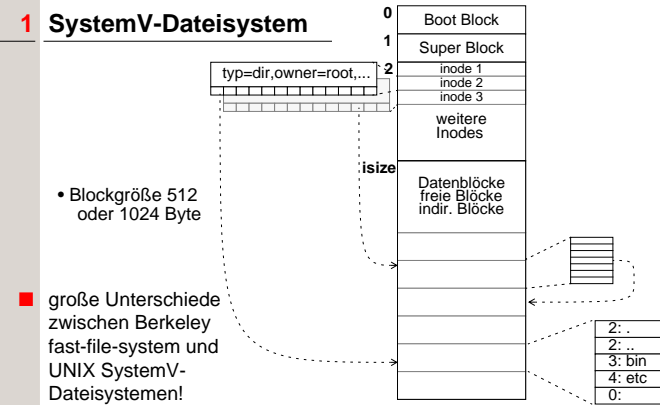 1 SystemV-Dateisystem
0
Boot Block
1
Super Block
2
typ=dir,owner=root,...
inode 1
inode 2
inode 3
weitere
Inodes
isize
Datenblöcke
freie Blöcke
indir. Blöcke
• Blockgröße 512
oder 1024 Byte
■ große Unterschiede
zwischen Berkeley
fast-file-system und
UNIX SystemV-
Dateisystemen!
2: .
2: ..
3: bin
4: etc
0: